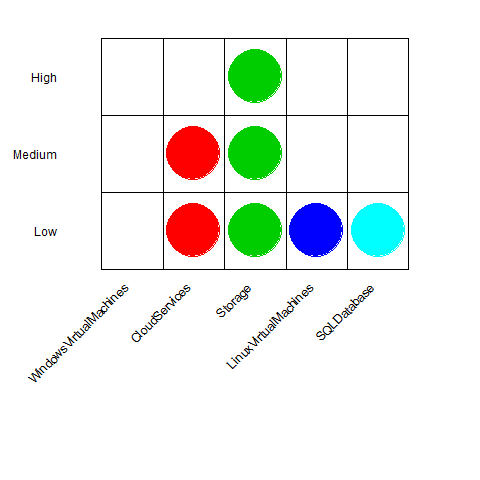 High
Medium
Low
WindowsVirtualMachines
CloudServices
Storage
LinuxVirtualMachines
SQLDatabase